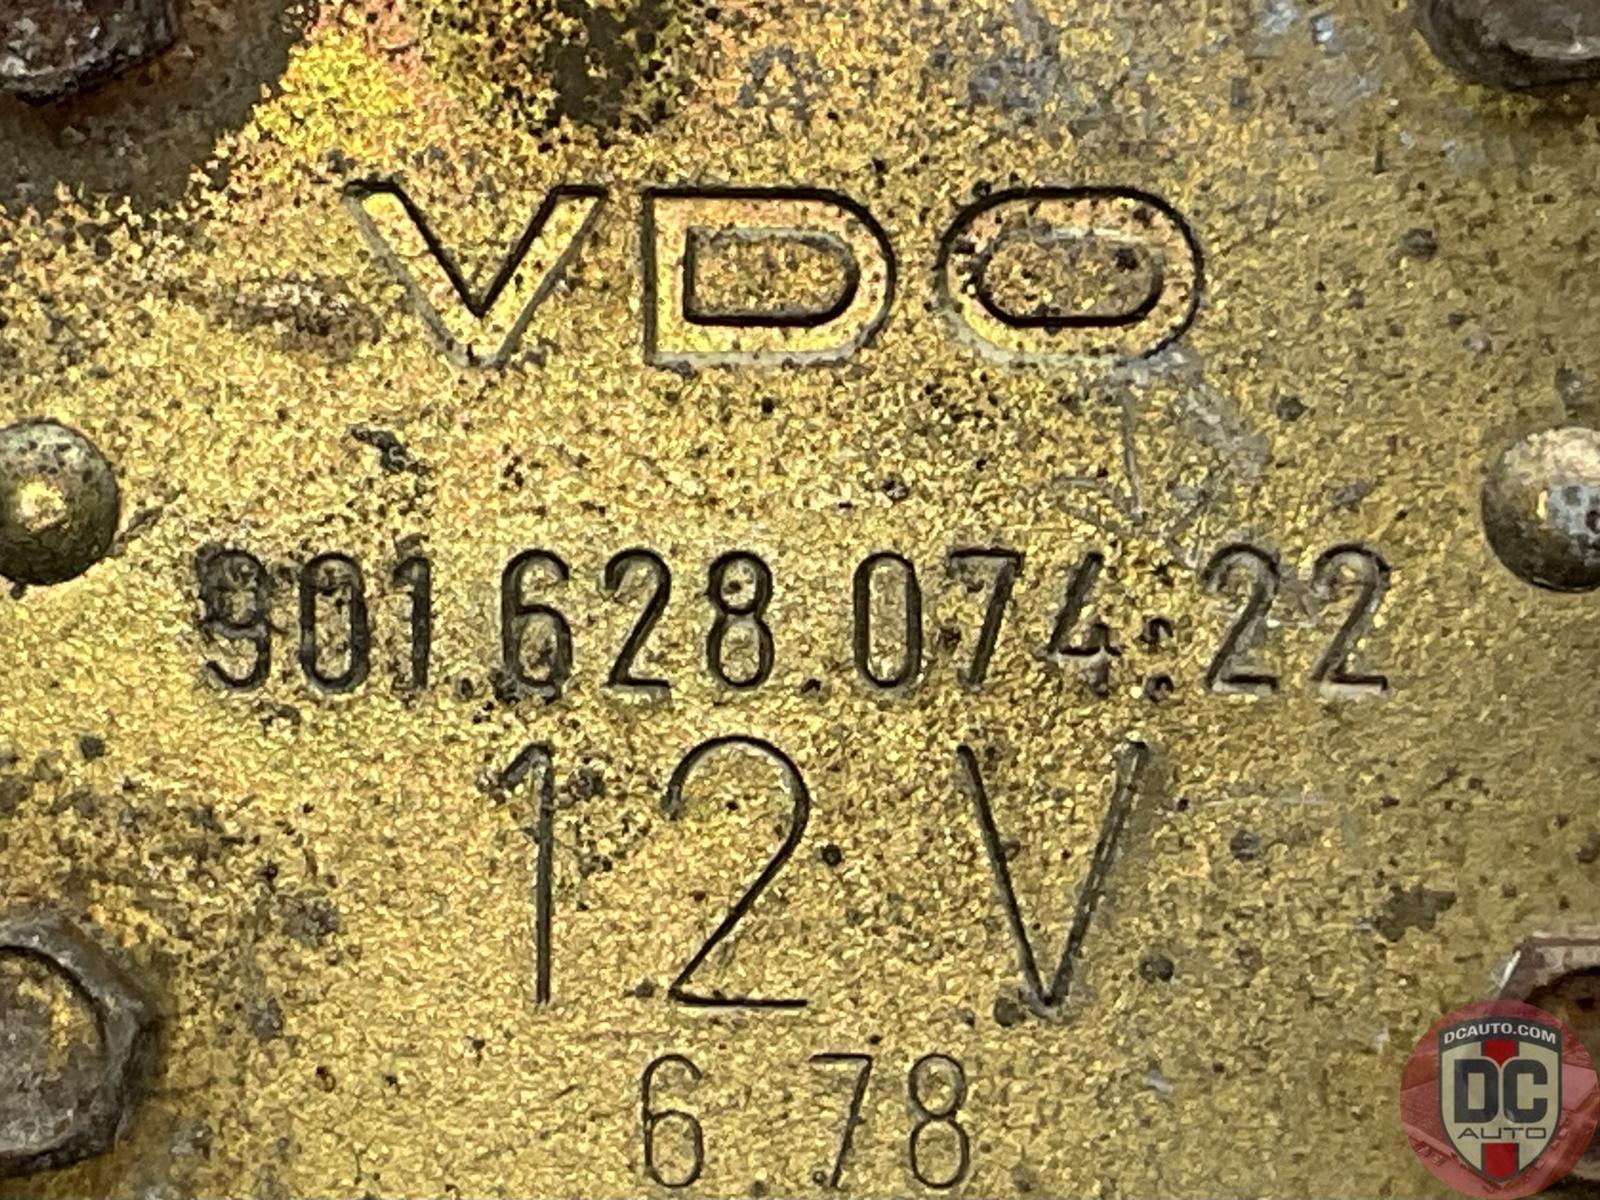 VDO
901.628.074.22
12 V
6 78
DCAUTO.COM
DC
AUTO